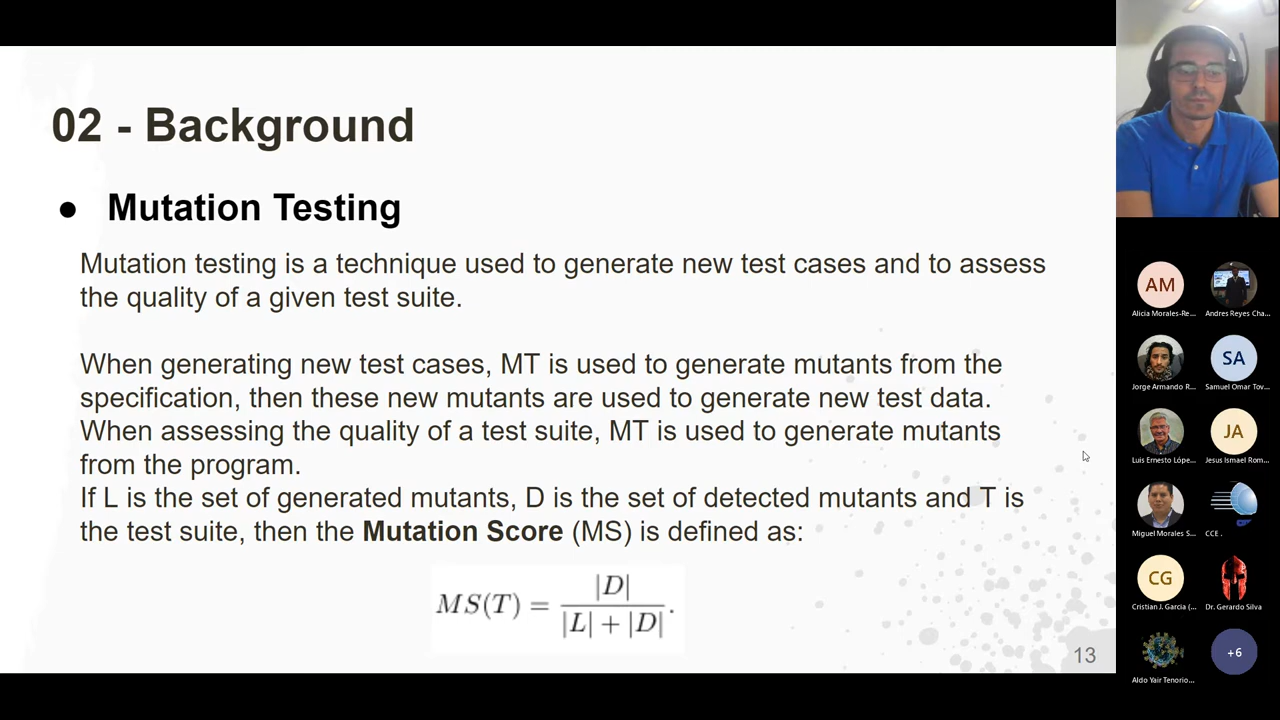 02 - Background
● Mutation Testing
Mutation testing is a technique used to generate new test cases and to assess
the quality of a given test suite.
When generating new test cases, MT is used to generate mutants from the
specification, then these new mutants are used to generate new test data.
When assessing the quality of a test suite, MT is used to generate mutants
from the program.
If L is the set of generated mutants, D is the set of detected mutants and T is
the test suite, then the Mutation Score (MS) is defined as:
MS(T) = |D| / |L| + |D| .
13
AM
Alicia Morales-Re...
Andres Reyes Cha...
Jorge Armando R...
SA
Samuel Omar Tov...
Luis Ernesto Lópe...
JA
Jesus Ismael Rom...
Miguel Morales S...
CCE .
CG
Cristian J. Garcia (...
Dr. Gerardo Silva
Aldo Yair Tenorio...
+6